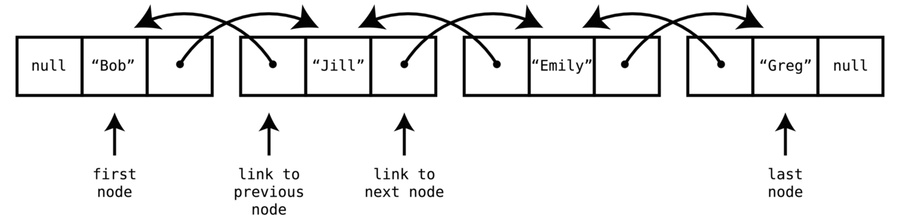 null "Bob" "Jill" "Emily" "Greg" null
first
node
link to
previous
node
link to
next node
last
node